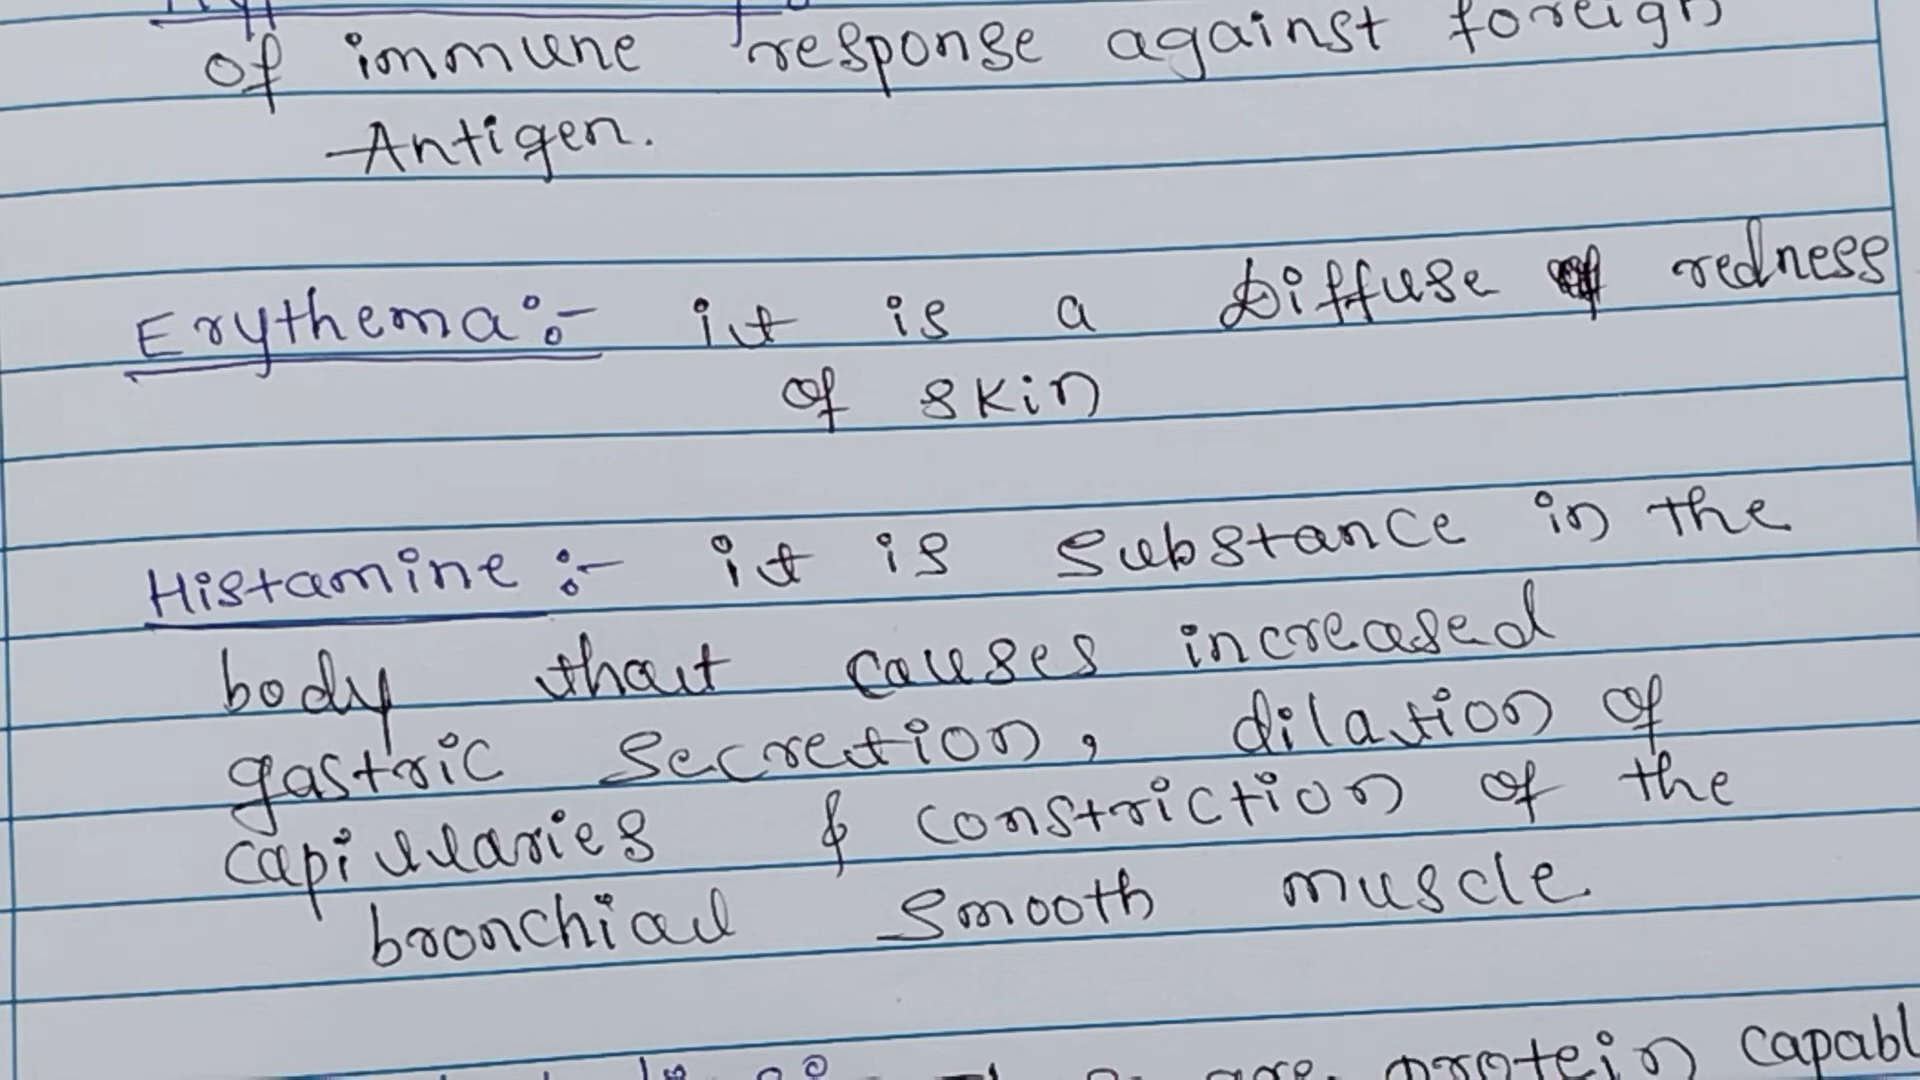 of immune response against foreign
Antigen.
Erythema:- it is a Diffuse redness
of skin
Histamine :- it is substance in the
body that causes increased
gastric secretion, dilation of
capillaries & constriction of the
bronchial smooth muscle
are protein capabl